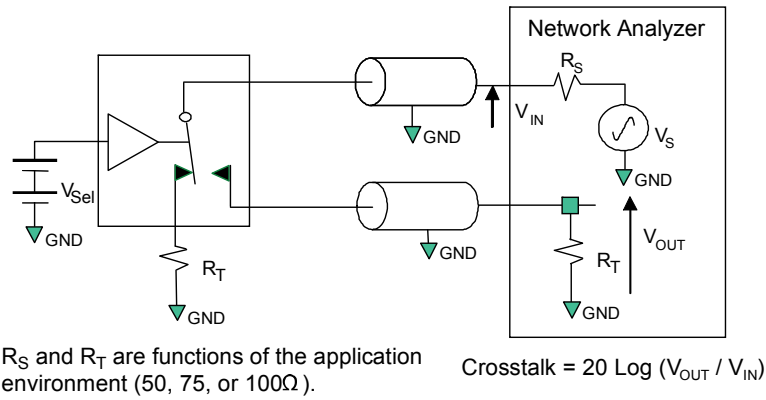 Network Analyzer
R_S
GND
V_IN
V_S
GND
V_Sel
GND
R_T
GND
GND
R_T
V_OUT
GND
R_S and R_T are functions of the application
environment (50, 75, or 100Ω ).
Crosstalk = 20 Log (V_OUT / V_IN)